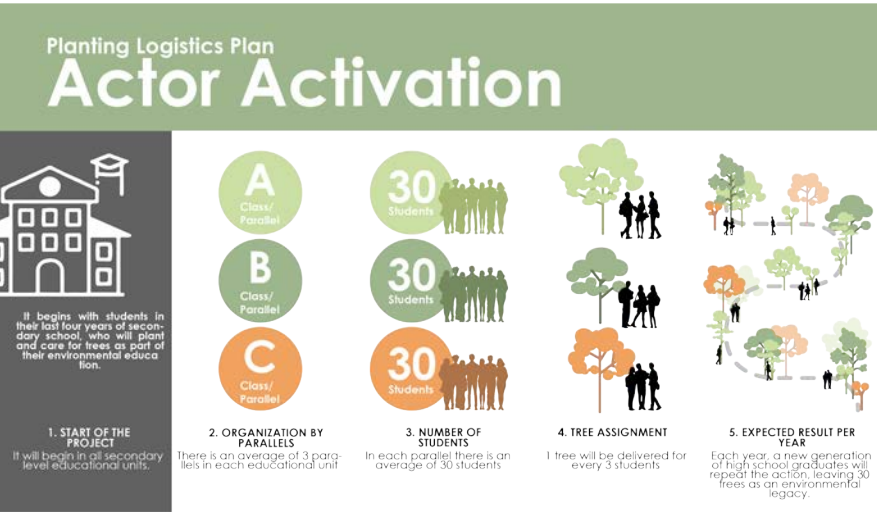 Planting Logistics Plan
Actor Activation
It begins with students in
their last four years of secon-
dary school, who will plant
and care for trees as part of
their environmental educa
tion.
1. START OF THE
PROJECT
It will begin in all secondary
level educational units.
A
Class/
Parallel
B
Class/
Parallel
C
Class/
Parallel
2. ORGANIZATION BY
PARALLELS
There is an average of 3 para-
llels in each educational unit
30
Students
30
Students
30
Students
3. NUMBER OF
STUDENTS
In each parallel there is an
average of 30 students
4. TREE ASSIGNMENT
1 tree will be delivered for
every 3 students
5. EXPECTED RESULT PER
YEAR
Each year, a new generation
of high school graduates will
repeat the action, leaving 30
trees as an environmental
legacy.